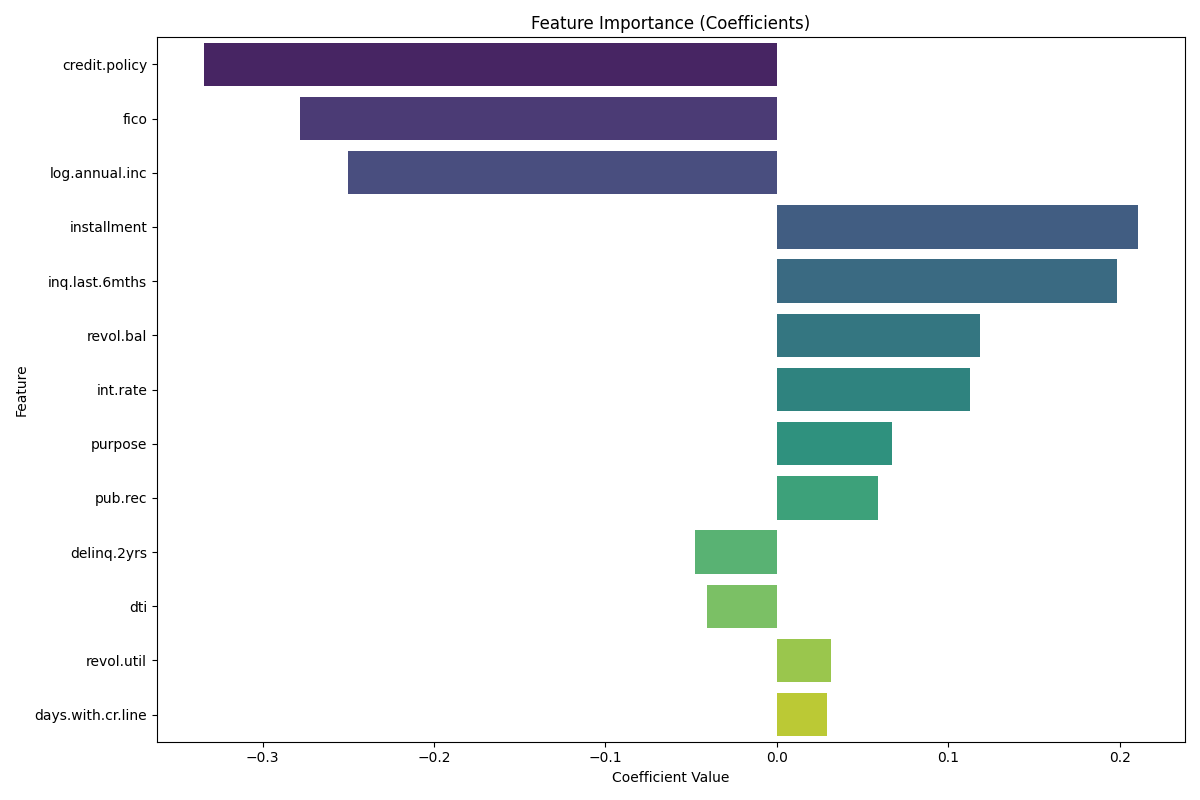 Feature Importance (Coefficients)
credit.policy
fico
log.annual.inc
installment
inq.last.6mths
revol.bal
int.rate
purpose
pub.rec
delinq.2yrs
dti
revol.util
days.with.cr.line
Feature
−0.3 −0.2 −0.1 0.0 0.1 0.2
Coefficient Value